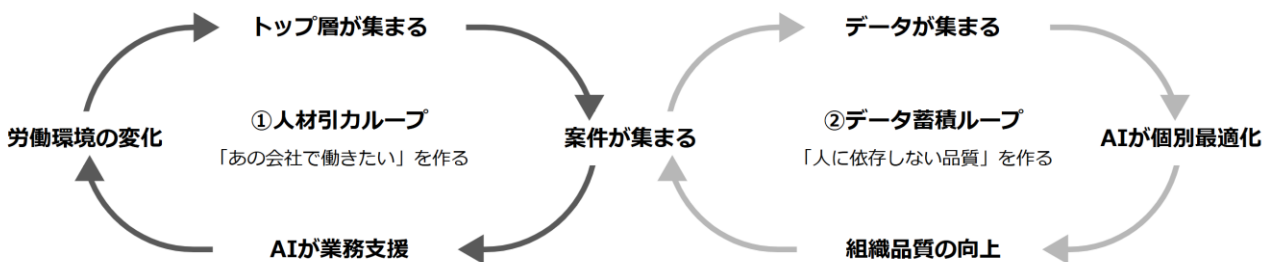 トップ層が集まる
データが集まる
①人材引力ループ
②データ蓄積ループ
労働環境の変化
案件が集まる
AIが個別最適化
「あの会社で働きたい」を作る
「人に依存しない品質」を作る
AIが業務支援
組織品質の向上